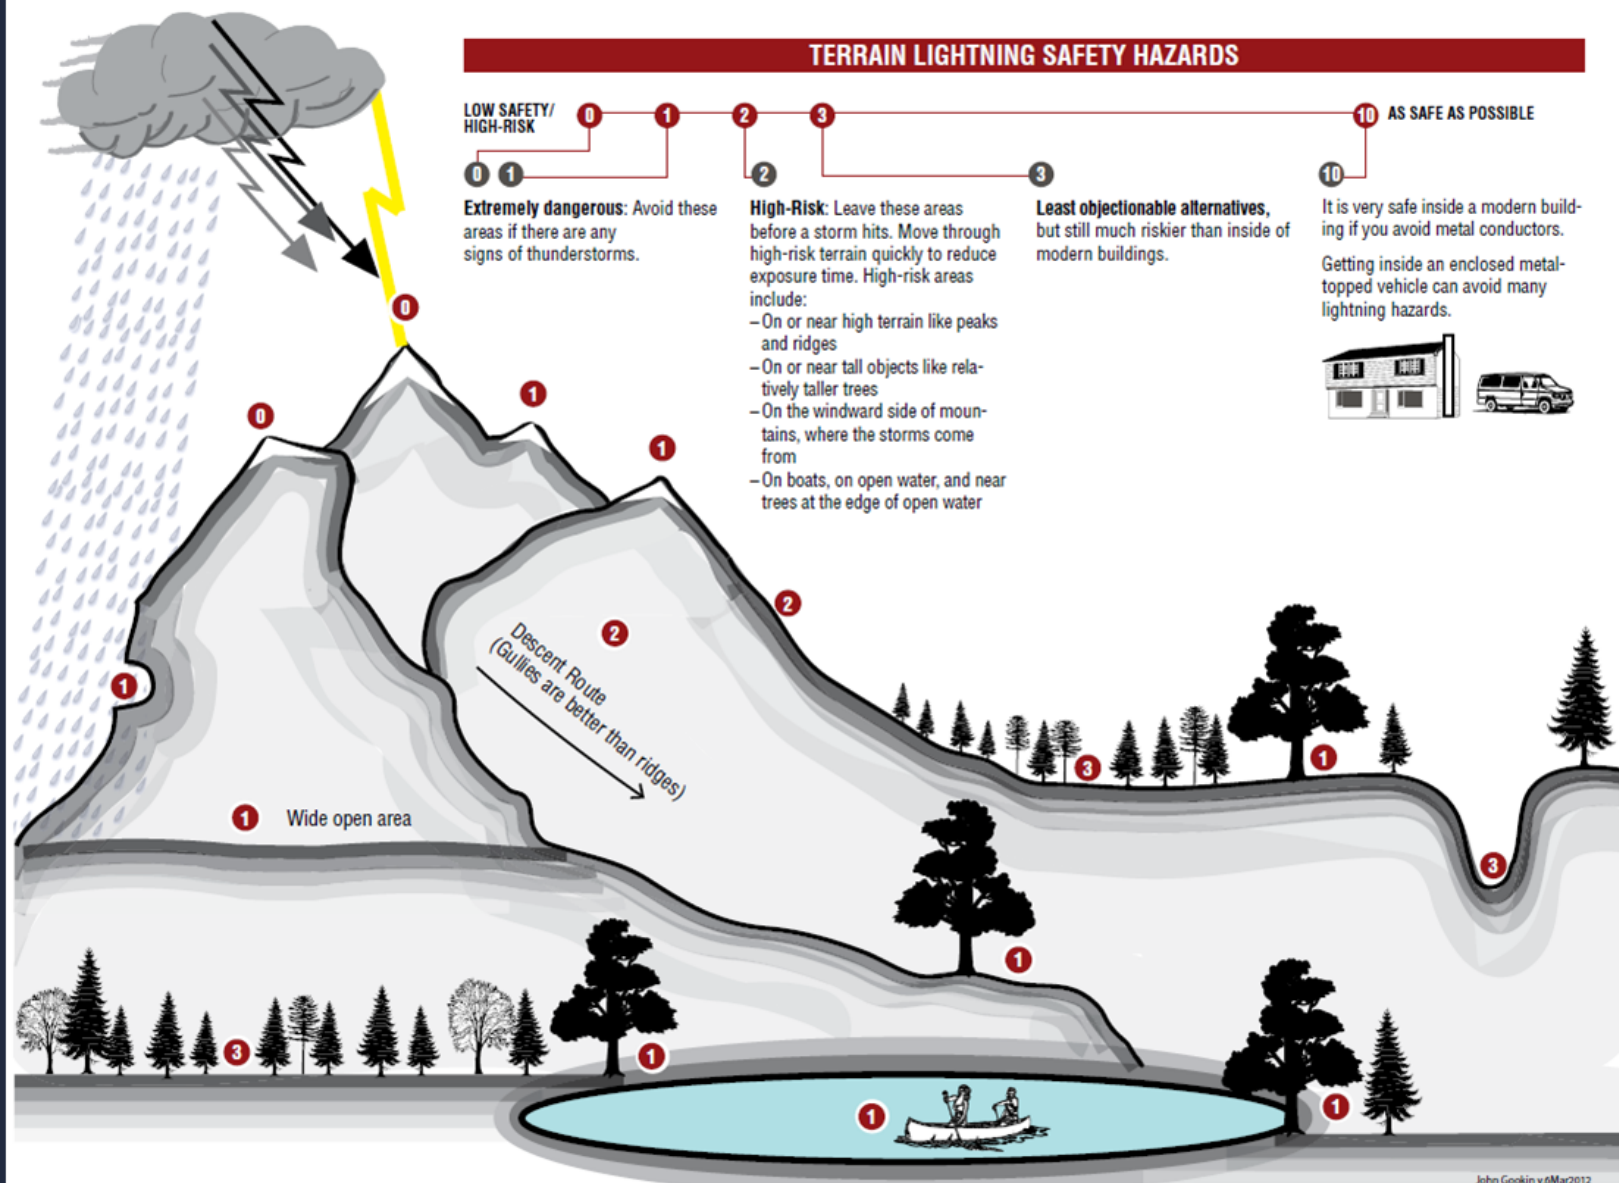 TERRAIN LIGHTNING SAFETY HAZARDS
LOW SAFETY/
HIGH-RISK
0
1
2
3
10
AS SAFE AS POSSIBLE
0
1
2
3
10
Extremely dangerous: Avoid these
areas if there are any
signs of thunderstorms.
High-Risk: Leave these areas
before a storm hits. Move through
high-risk terrain quickly to reduce
exposure time. High-risk areas
include:
–On or near high terrain like peaks
and ridges
–On or near tall objects like rela-
tively taller trees
–On the windward side of moun-
tains, where the storms come
from
–On boats, on open water, and near
trees at the edge of open water
Least objectionable alternatives,
but still much riskier than inside of
modern buildings.
It is very safe inside a modern build-
ing if you avoid metal conductors.
Getting inside an enclosed metal-
topped vehicle can avoid many
lightning hazards.
0
1
0
1
2
2
Descent Route
(Gullies are better than ridges)
1
1
3
1
Wide open area
3
1
3
1
1
1
1
John Gookin v.6Mar2012